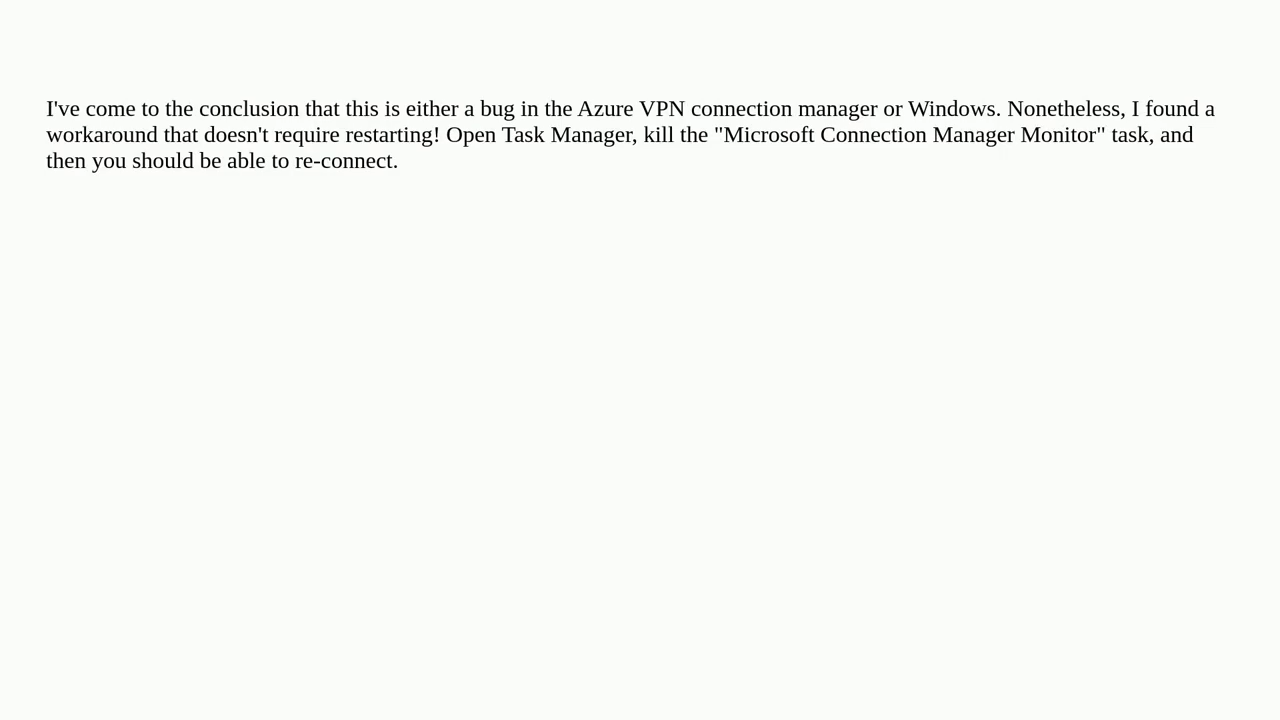 I've come to the conclusion that this is either a bug in the Azure VPN connection manager or Windows. Nonetheless, I found a
workaround that doesn't require restarting! Open Task Manager, kill the "Microsoft Connection Manager Monitor" task, and
then you should be able to re-connect.